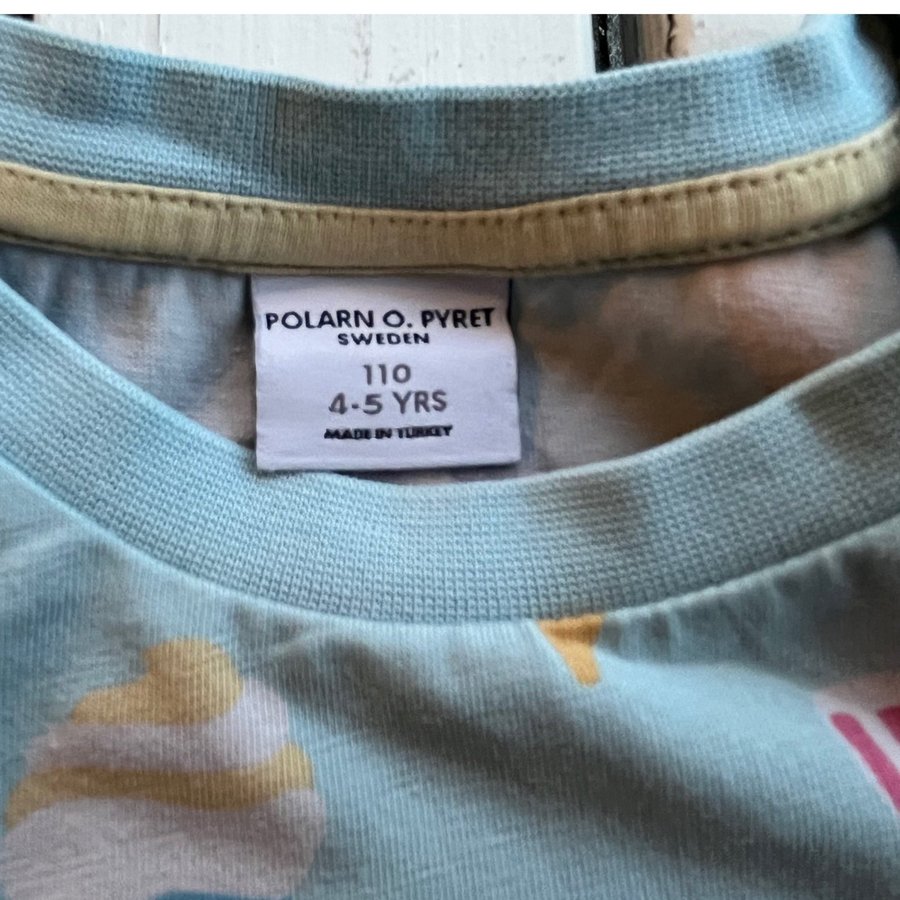 POLARN O. PYRET
SWEDEN
110
4-5 YRS
MADE IN TURKEY